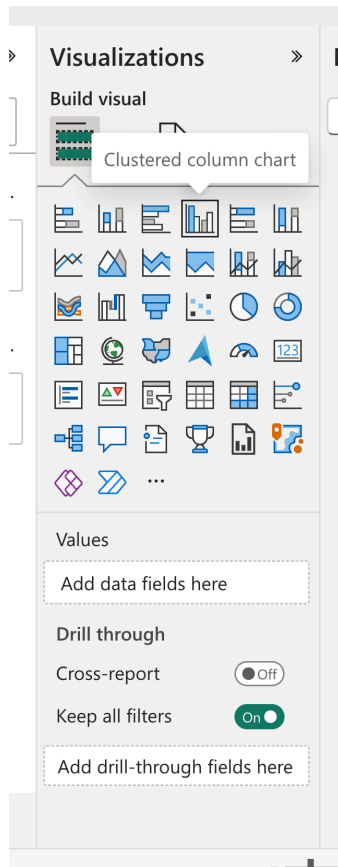 Visualizations
Build visual
Clustered column chart
123
Values
Add data fields here
Drill through
Cross-report
Off
Keep all filters
On
Add drill-through fields here